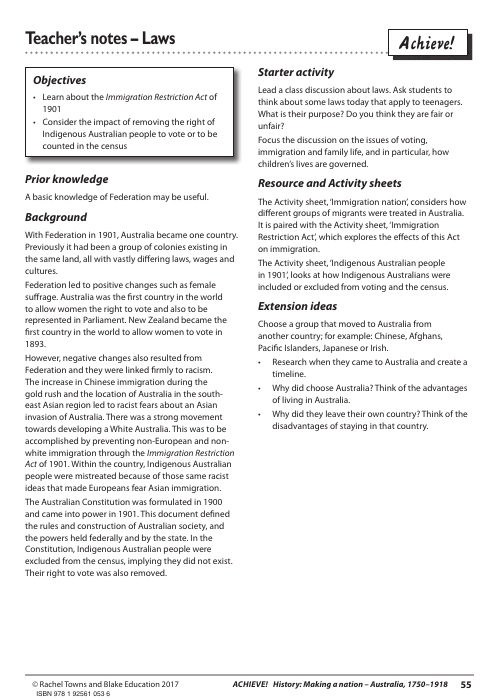 Teacher's notes – Laws
Achieve!
Objectives
• Learn about the Immigration Restriction Act of
1901
• Consider the impact of removing the right of
Indigenous Australian people to vote or to be
counted in the census
Prior knowledge
A basic knowledge of Federation may be useful.
Background
With Federation in 1901, Australia became one country.
Previously it had been a group of colonies existing in
the same land, all with vastly differing laws, wages and
cultures.
Federation led to positive changes such as female
suffrage. Australia was the first country in the world
to allow women the right to vote and also to be
represented in Parliament. New Zealand became the
first country in the world to allow women to vote in
1893.
However, negative changes also resulted from
Federation and they were linked firmly to racism.
The increase in Chinese immigration during the
gold rush and the location of Australia in the south-
east Asian region led to racist fears about an Asian
invasion of Australia. There was a strong movement
towards developing a White Australia. This was to be
accomplished by preventing non-European and non-
white immigration through the Immigration Restriction
Act of 1901. Within the country, Indigenous Australian
people were mistreated because of those same racist
ideas that made Europeans fear Asian immigration.
The Australian Constitution was formulated in 1900
and came into power in 1901. This document defined
the rules and construction of Australian society, and
the powers held federally and by the state. In the
Constitution, Indigenous Australian people were
excluded from the census, implying they did not exist.
Their right to vote was also removed.
Starter activity
Lead a class discussion about laws. Ask students to
think about some laws today that apply to teenagers.
What is their purpose? Do you think they are fair or
unfair?
Focus the discussion on the issues of voting,
immigration and family life, and in particular, how
children's lives are governed.
Resource and Activity sheets
The Activity sheet, 'Immigration nation', considers how
different groups of migrants were treated in Australia.
It is paired with the Activity sheet, 'Immigration
Restriction Act', which explores the effects of this Act
on immigration.
The Activity sheet, 'Indigenous Australian people
in 1901', looks at how Indigenous Australians were
included or excluded from voting and the census.
Extension ideas
Choose a group that moved to Australia from
another country; for example: Chinese, Afghans,
Pacific Islanders, Japanese or Irish.
• Research when they came to Australia and create a
timeline.
• Why did choose Australia? Think of the advantages
of living in Australia.
• Why did they leave their own country? Think of the
disadvantages of staying in that country.
© Rachel Towns and Blake Education 2017
ISBN 978 1 92561 053 6
ACHIEVE! History: Making a nation – Australia, 1750–1918 55